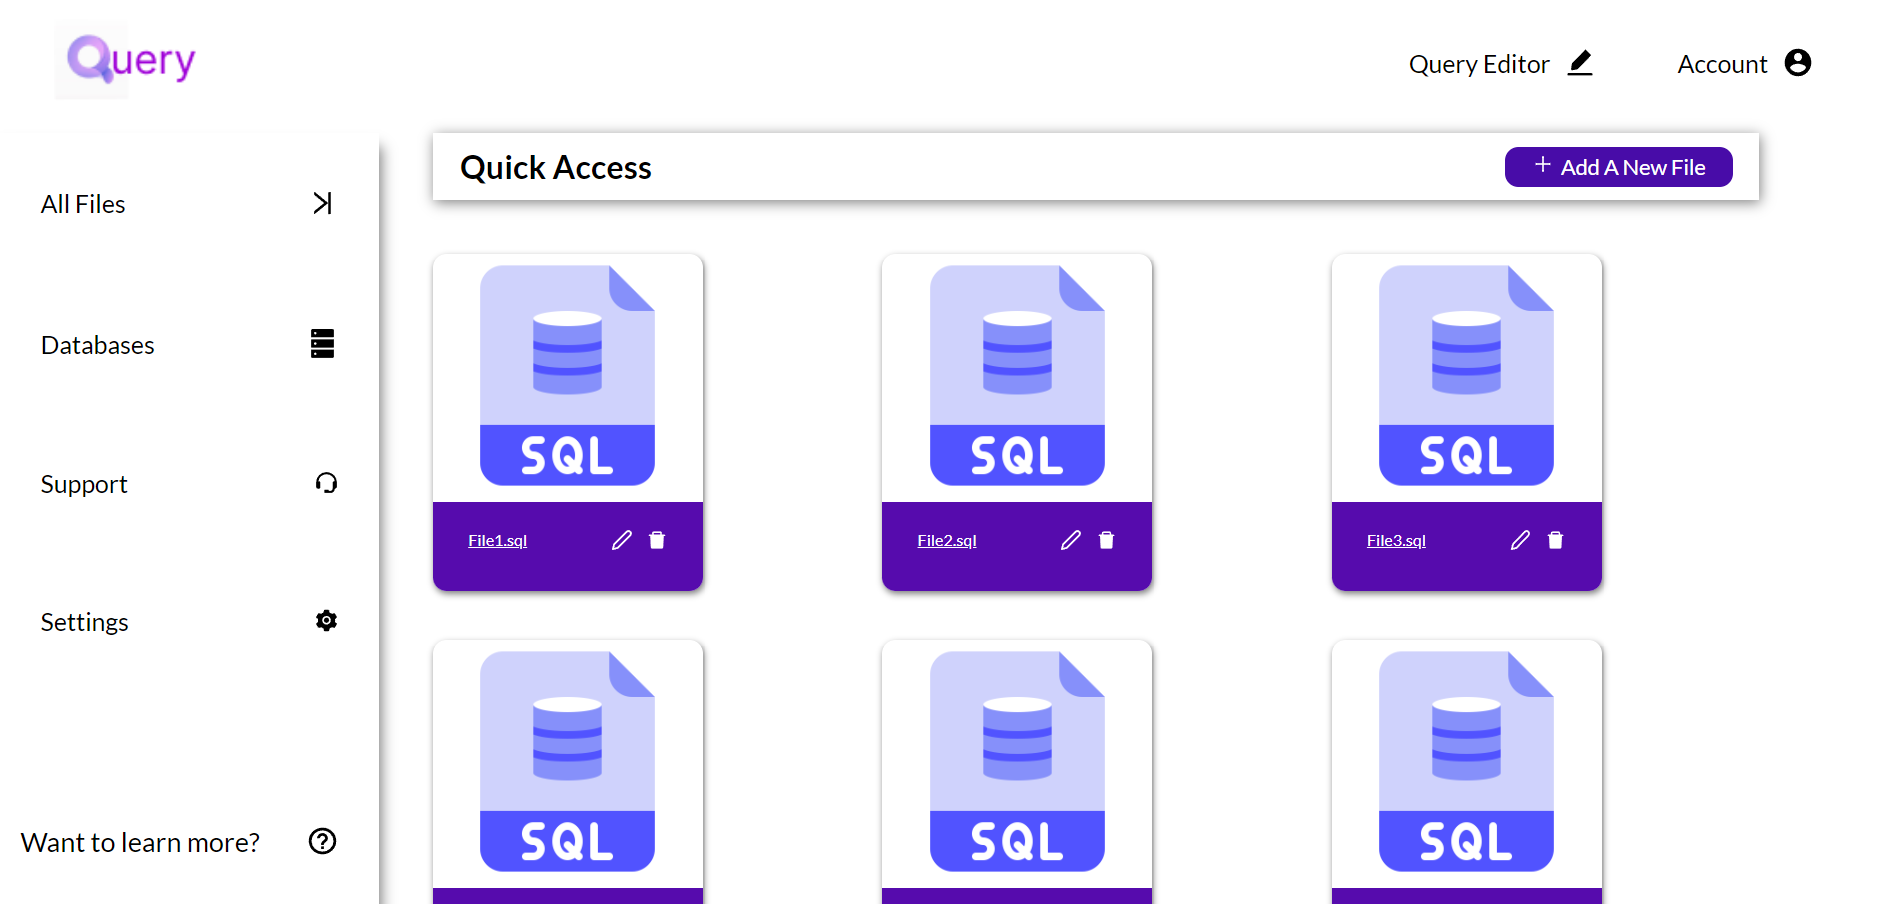 Query
Query Editor
Account
All Files
Databases
Support
Settings
Want to learn more?
Quick Access
+ Add A New File
SQL
SQL
SQL
File1.sql
File2.sql
File3.sql
SQL
SQL
SQL